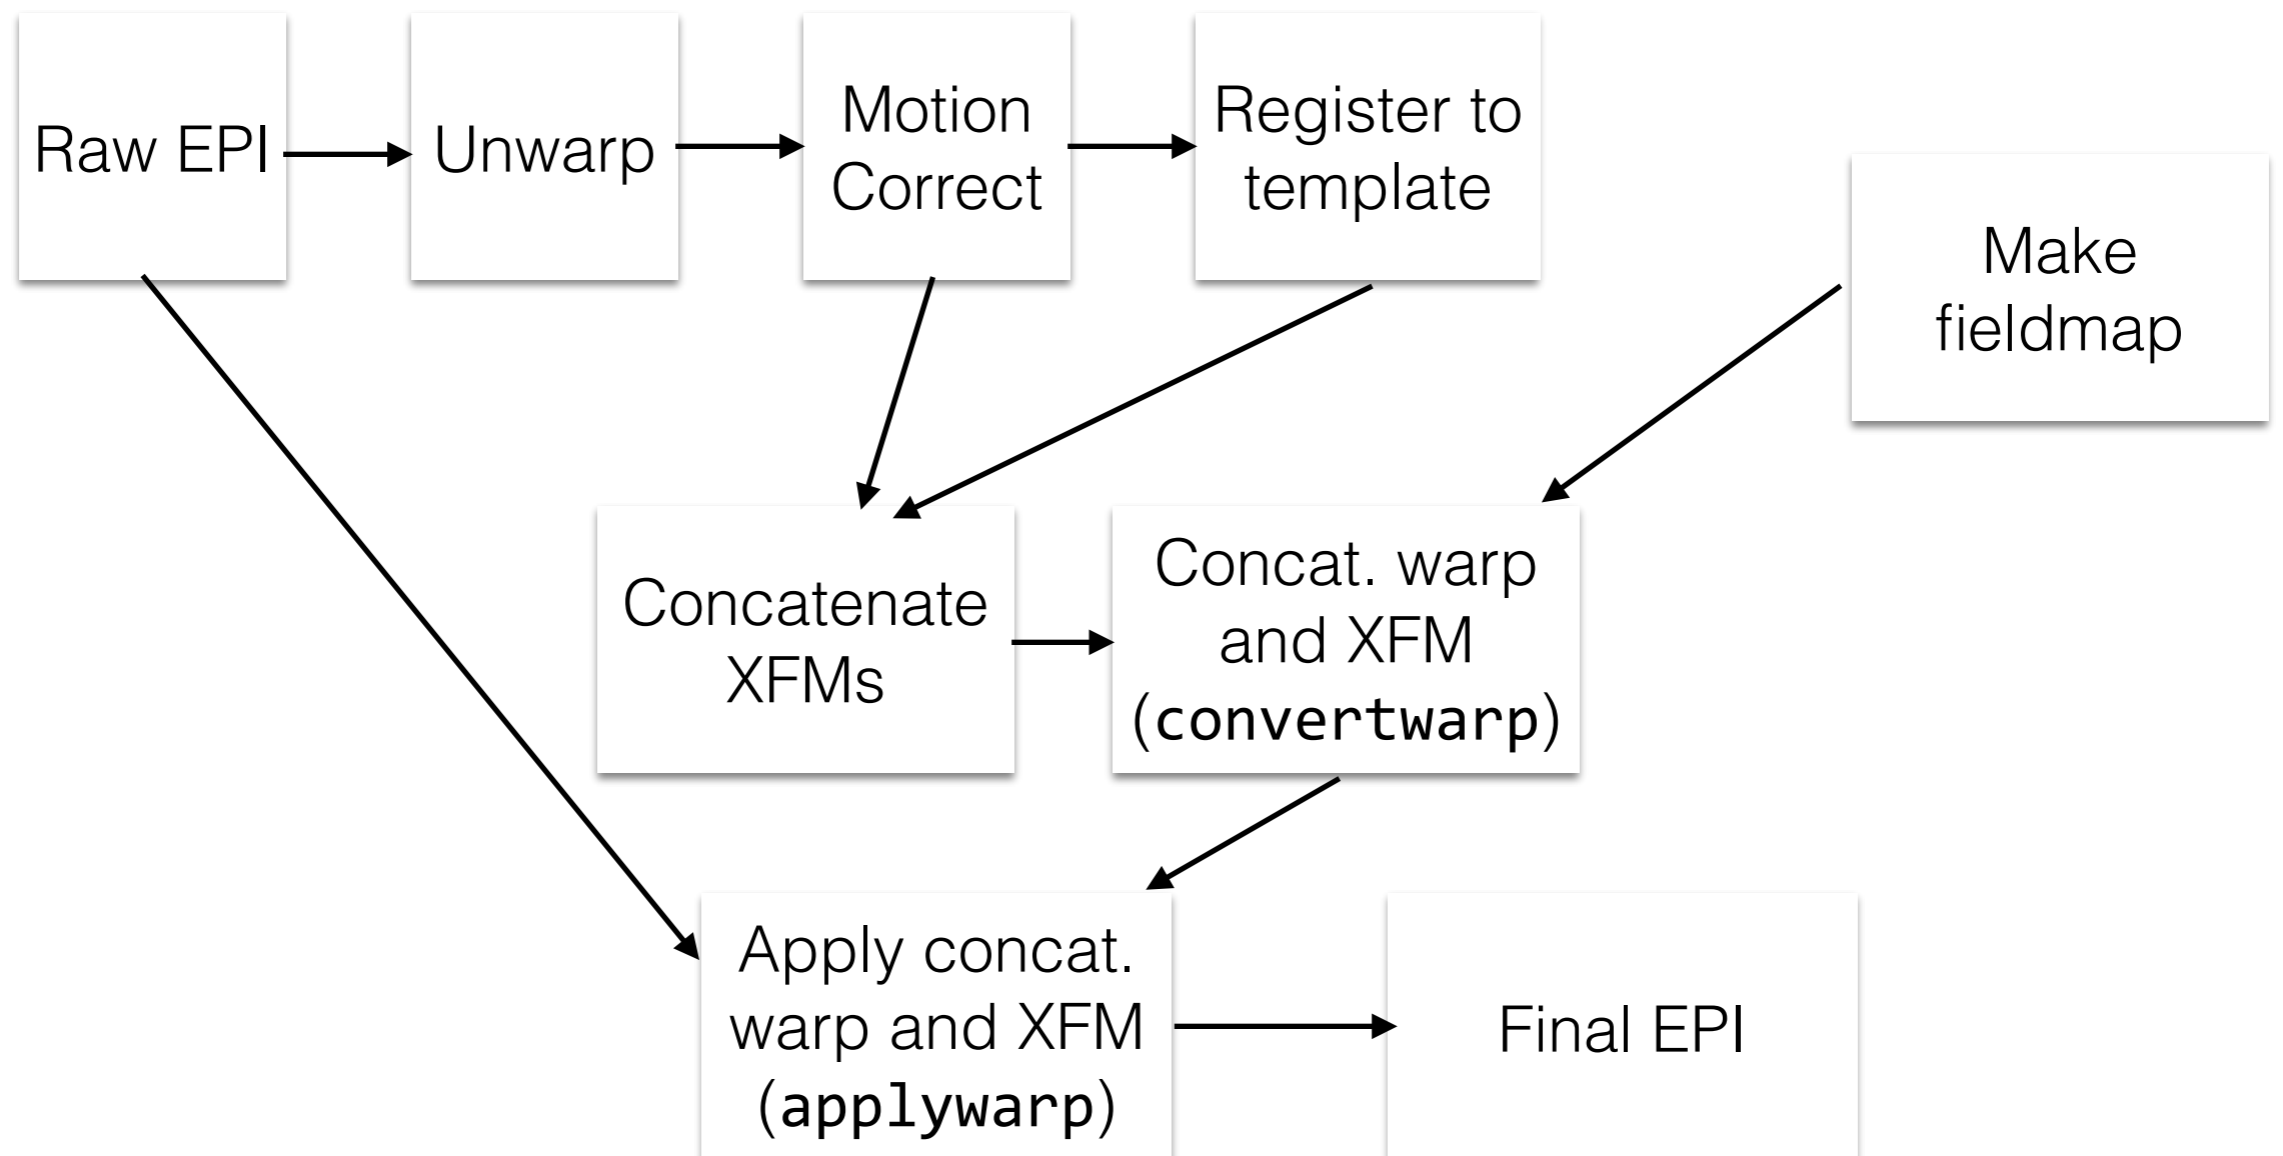 Raw EPI
Unwarp
Motion
Correct
Register to
template
Make
fieldmap
Concatenate
XFMs
Concat. warp
and XFM
(convertwarp)
Apply concat.
warp and XFM
(applywarp)
Final EPI